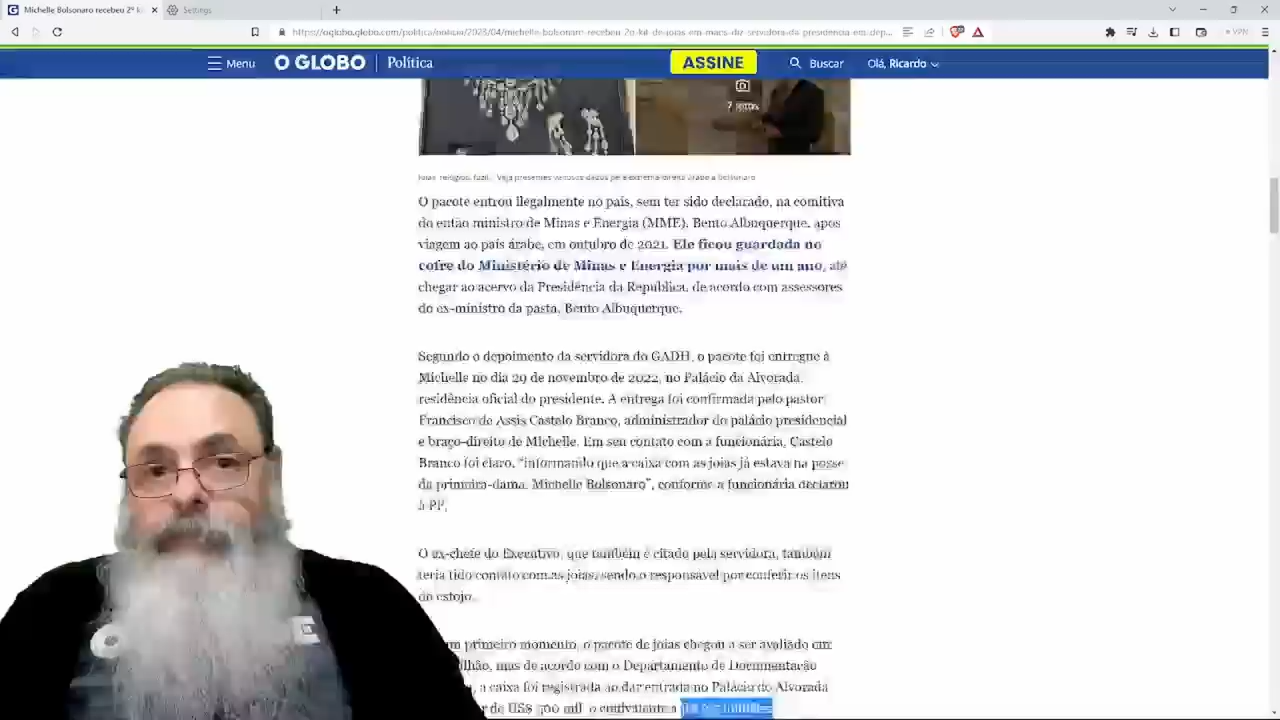 Michelle Bolsonaro recebeu 2º k
Settings
VPN
Menu
O GLOBO
Política
ASSINE
Buscar
Olá, Ricardo
O pacote entrou ilegalmente no país, sem ter sido declarado, na comitiva
do então ministro de Minas e Energia (MME), Bento Albuquerque, após
viagem ao país árabe, em outubro de 2021. Ele ficou guardada no
cofre do Ministério de Minas e Energia por mais de um ano, até
chegar ao acervo da Presidência da República, de acordo com assessores
do ex-ministro da pasta, Bento Albuquerque.
Segundo o depoimento da servidora do GADH, o pacote foi entregue à
Michelle no dia 29 de novembro de 2022, no Palácio da Alvorada,
residência oficial do presidente. A entrega foi confirmada pelo pastor
Francisco de Assis Castelo Branco, administrador do palácio presidencial
e braço-direito de Michelle. Em seu contato com a funcionária, Castelo
Branco foi claro, "informando que a caixa com as joias já estava na posse
da primeira-dama, Michelle Bolsonaro", conforme a funcionária declarou
à PF.
O ex-chefe do Executivo, que também é citado pela servidora, também
teria tido contato com as joias, sendo o responsável por conferir os itens
do estojo.
primeiro momento, o pacote de joias chegou a ser avaliado em
mas de acordo com o Departamento de Documentação
a caixa foi registrada ao dar entrada no Palácio do Alvorada
de US$ mil, o equivalente a